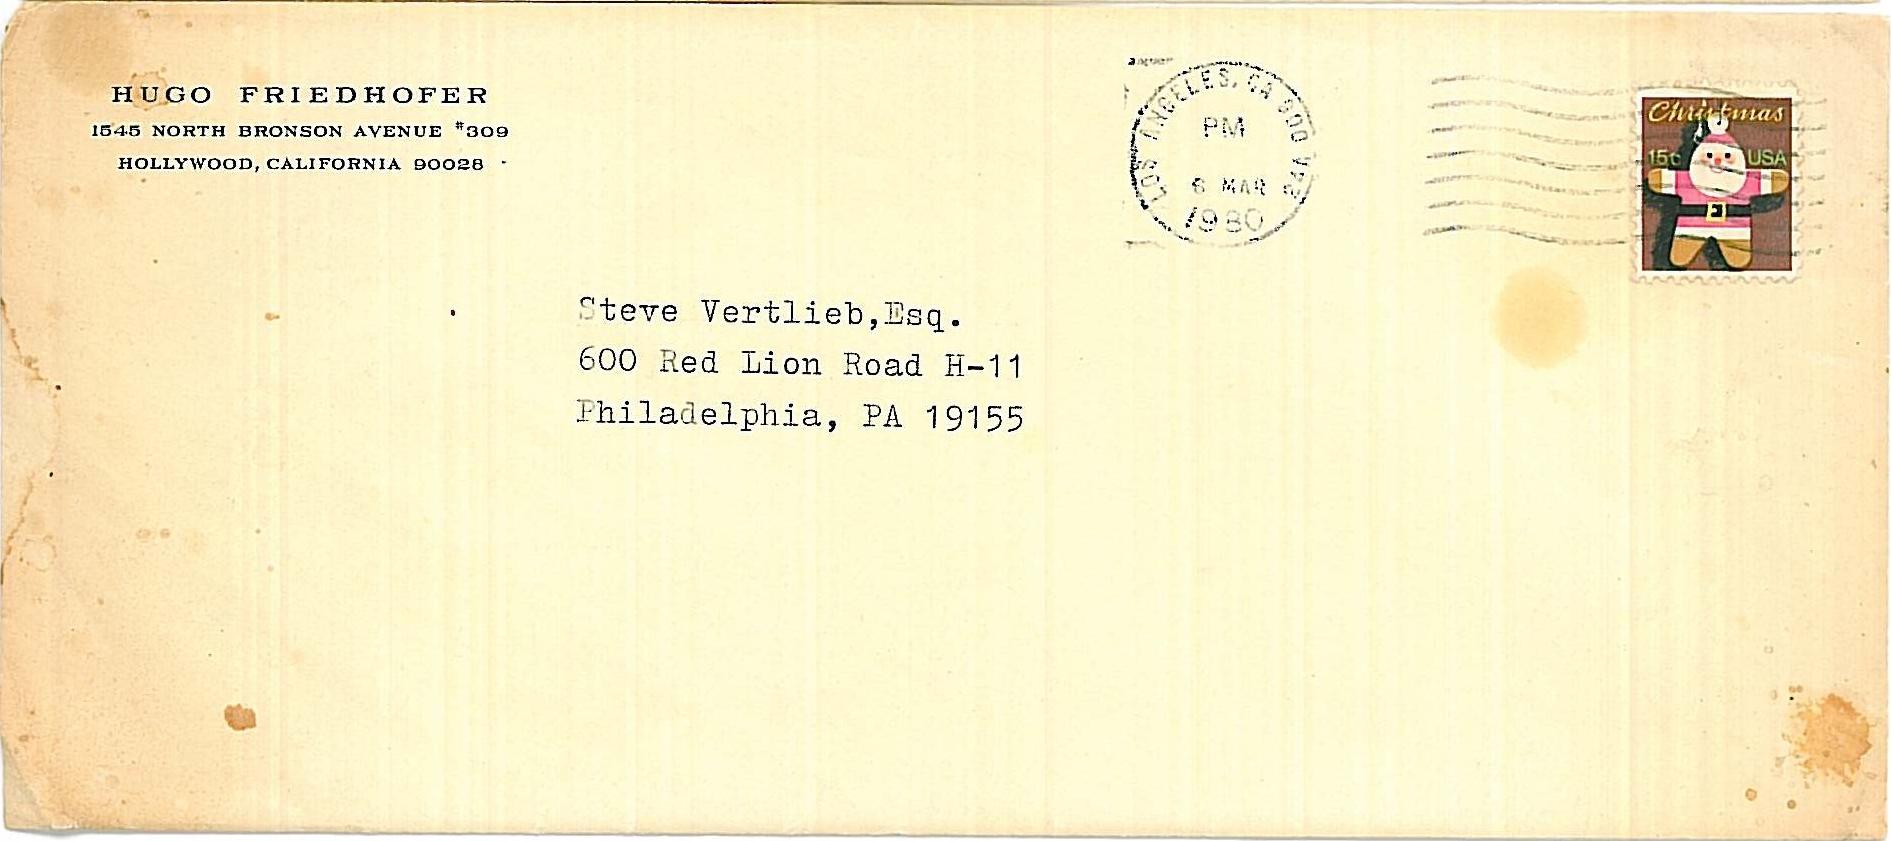 HUGO FRIEDHOFER
1545 NORTH BRONSON AVENUE #309
HOLLYWOOD, CALIFORNIA 90028
LOS ANGELES, CA 900
PM
6 MAR
1980
Christmas
15c USA
Steve Vertlieb,Esq.
600 Red Lion Road H-11
Philadelphia, PA 19155